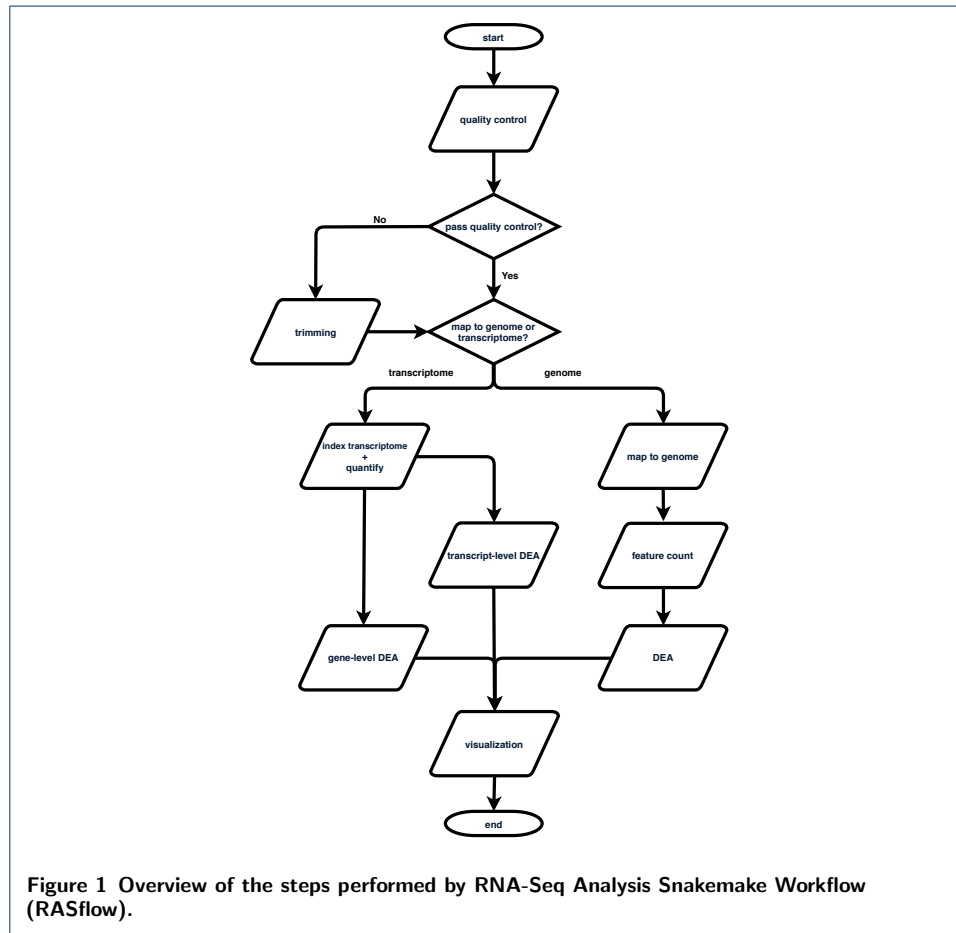 start
quality control
pass quality control?
No
Yes
trimming
map to genome or
transcriptome?
transcriptome
genome
index transcriptome
+
quantify
map to genome
transcript-level DEA
feature count
gene-level DEA
DEA
visualization
end
Figure 1 Overview of the steps performed by RNA-Seq Analysis Snakemake Workflow
(RASflow).